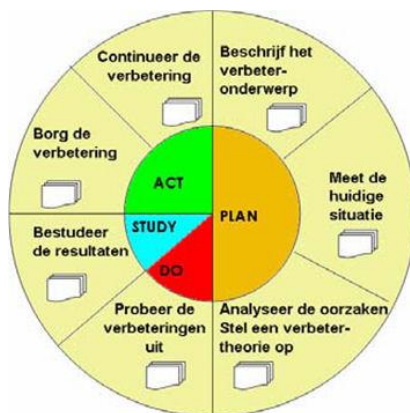 Continueer de
verbetering
Beschrijf het
verbeter-
onderwerp
Borg de
verbetering
Meet de
huidige
situatie
ACT
PLAN
STUDY
DO
Bestudeer
de resultaten
Probeer de
verbeteringen
uit
Analyseer de oorzaken
Stel een verbeter-
theorie op